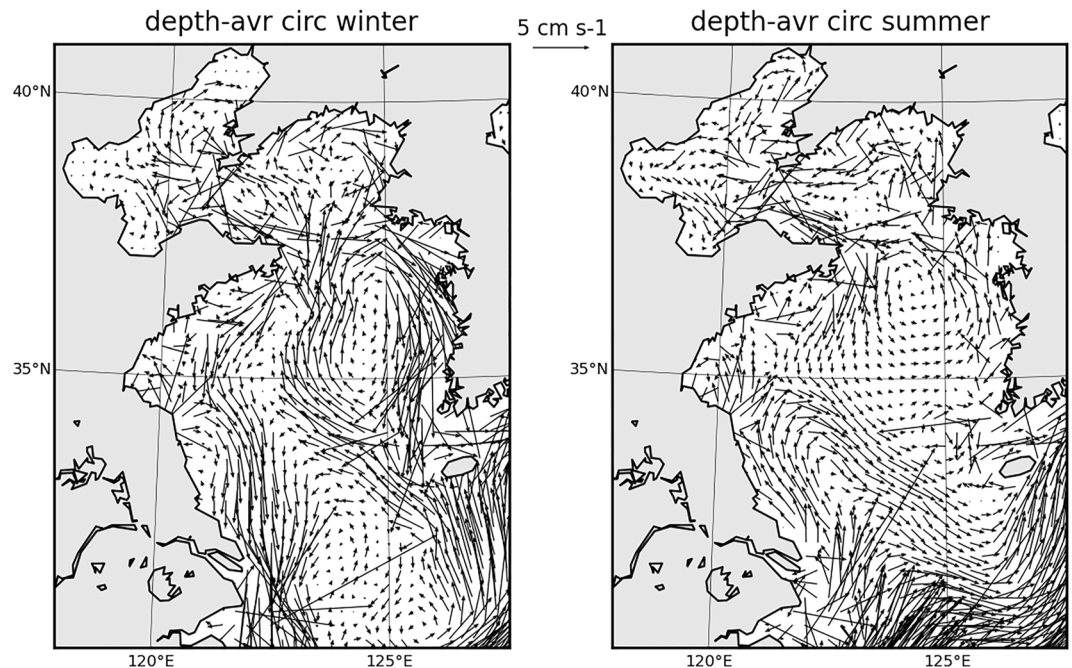 depth-avr circ winter
5 cm s-1
depth-avr circ summer
40°N
40°N
35°N
35°N
120°E
125°E
120°E
125°E